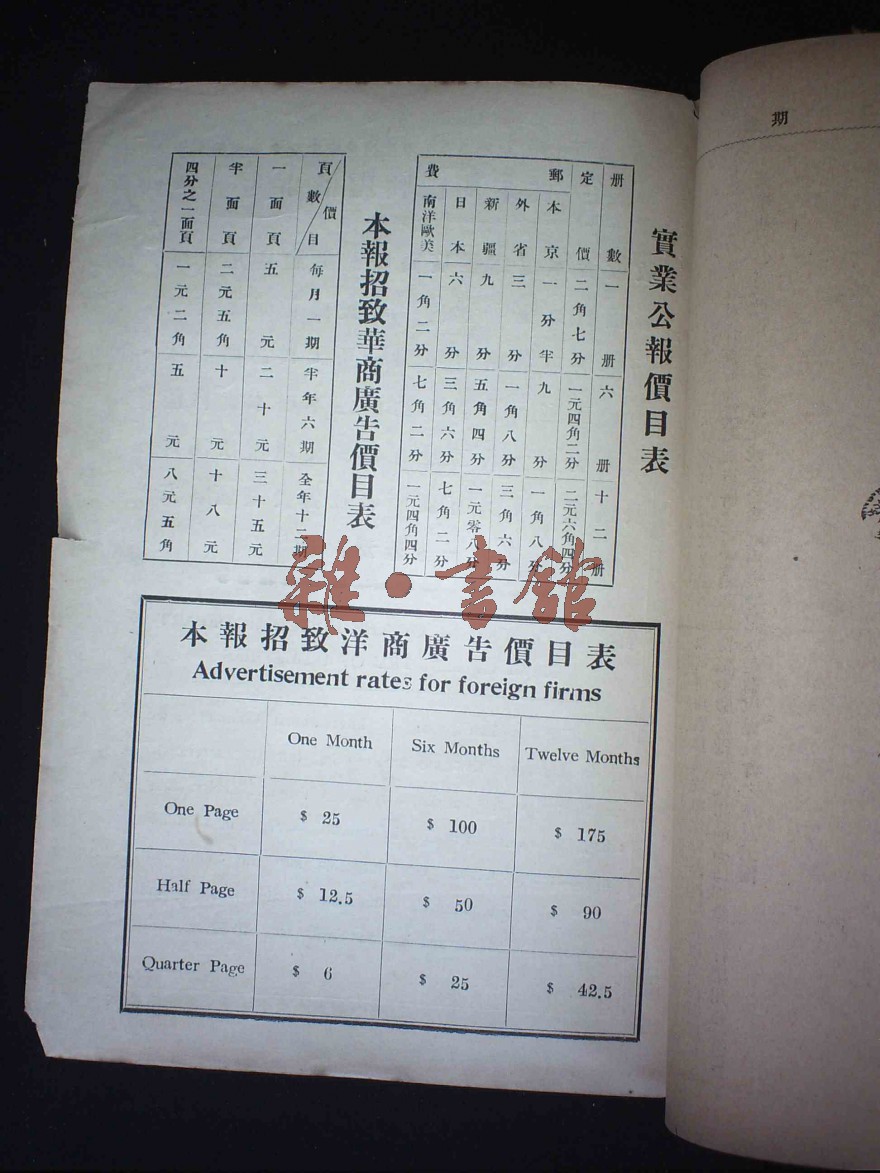 期
實業公報價目表
册數 一册 六册 十二册
定價 二角七分 一元四角二分 二元六角四分
郵費
本京 一分半 九分 一角八分
外省 三分 一角八分 三角六分
新疆 九分 五角四分 一元零八分
日本 六分 三角六分 七角二分
南洋歐美 一角二分 七角二分 一元四角四分
本報招致華商廣告價目表
頁數 價目 每月一期 半年六期 全年十二期
一面頁 五元 二十元 三十五元
半面頁 二元五角 十元 十八元
四分之一面頁 一元二角 五元 八元五角
雜·書館
本報招致洋商廣告價目表
Advertisement rates for foreign firms
One Month Six Months Twelve Months
One Page $ 25 $ 100 $ 175
Half Page $ 12.5 $ 50 $ 90
Quarter Page $ 6 $ 25 $ 42.5